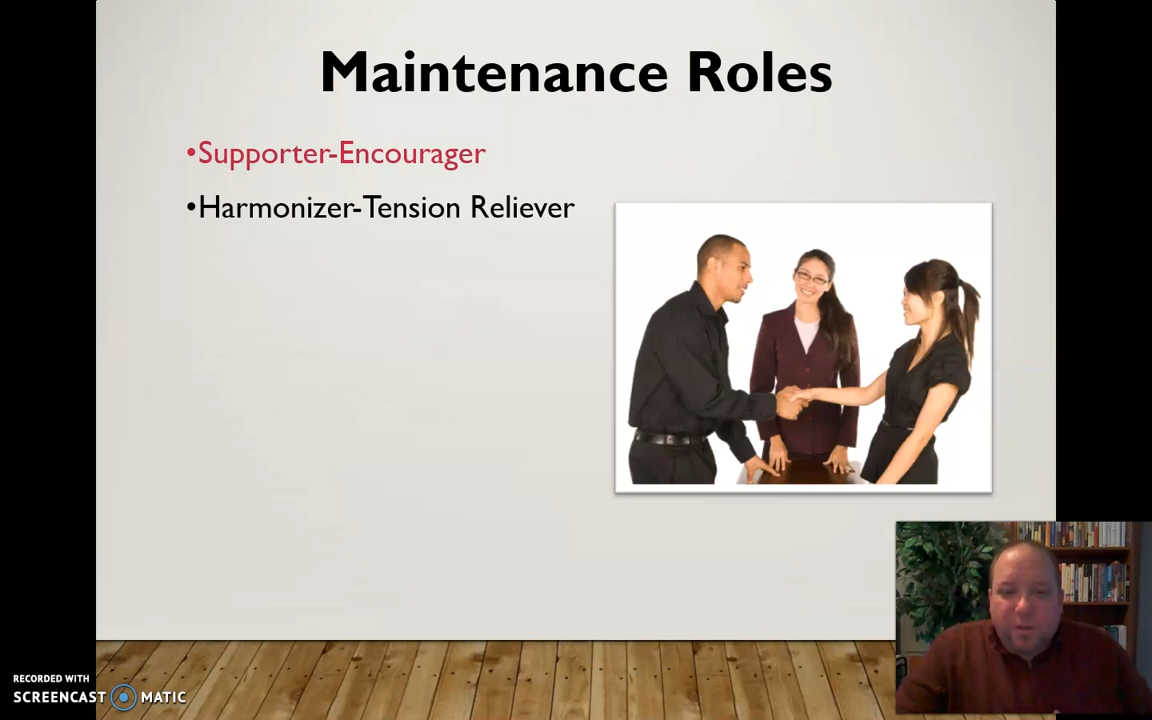 Maintenance Roles
•Supporter-Encourager
•Harmonizer-Tension Reliever
RECORDED WITH
SCREENCAST MATIC